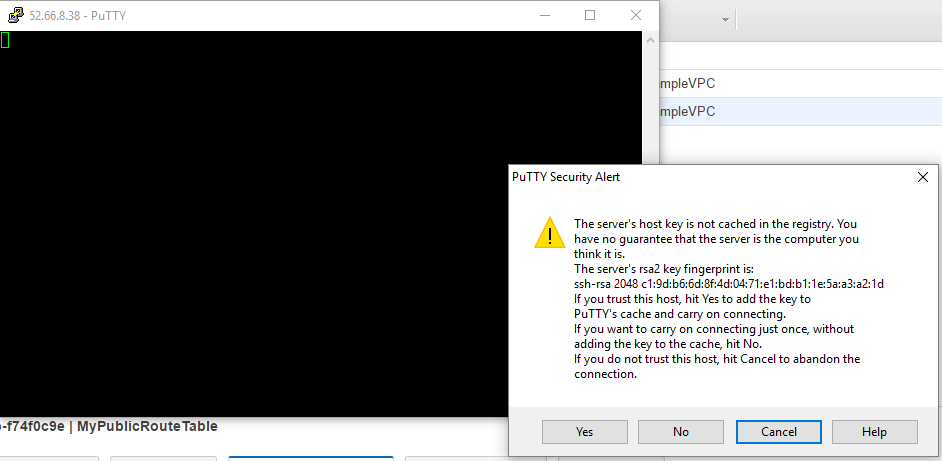 52.66.8.38 - PuTTY
mpleVPC
mpleVPC
PuTTY Security Alert
The server's host key is not cached in the registry. You
have no guarantee that the server is the computer you
think it is.
The server's rsa2 key fingerprint is:
ssh-rsa 2048 c1:9d:b6:6d:8f:4d:04:71:e1:bd:b1:1e:5a:a3:a2:1d
If you trust this host, hit Yes to add the key to
PuTTY's cache and carry on connecting.
If you want to carry on connecting just once, without
adding the key to the cache, hit No.
If you do not trust this host, hit Cancel to abandon the
connection.
Yes No Cancel Help
-f74f0c9e | MyPublicRouteTable